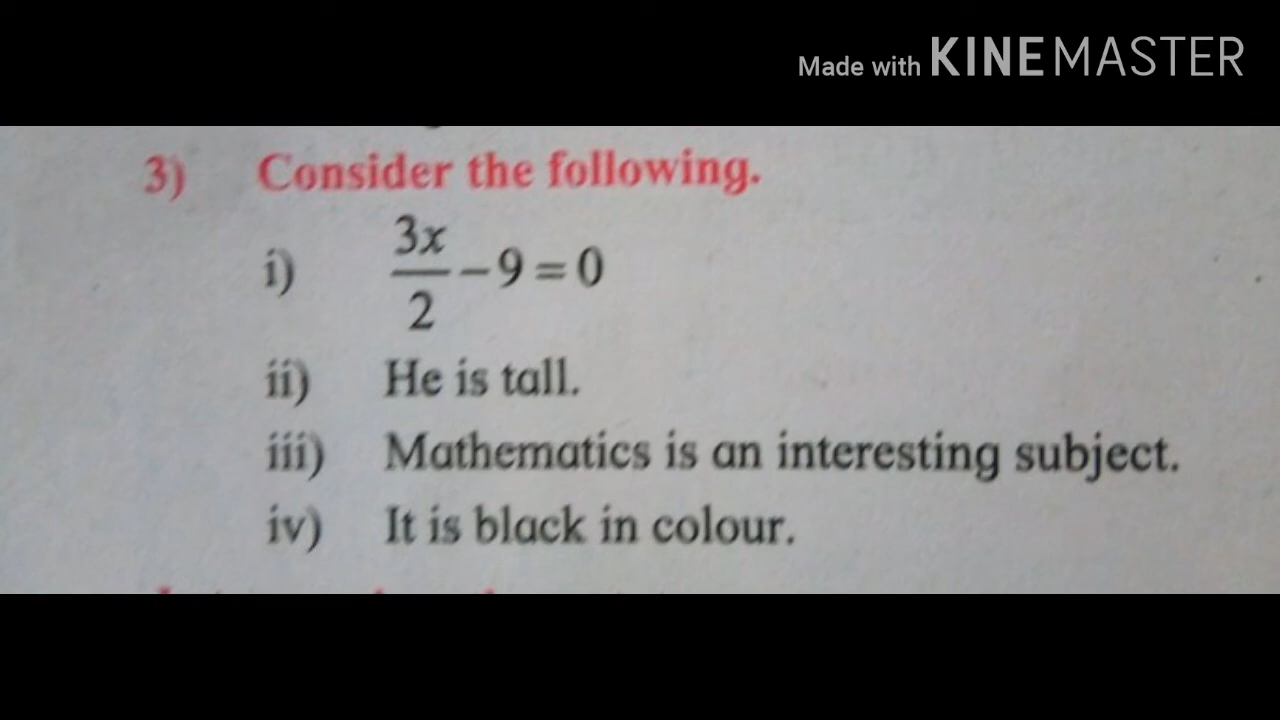 Made with KINEMASTER
3) Consider the following.
i) 3x/2 − 9 = 0
ii) He is tall.
iii) Mathematics is an interesting subject.
iv) It is black in colour.